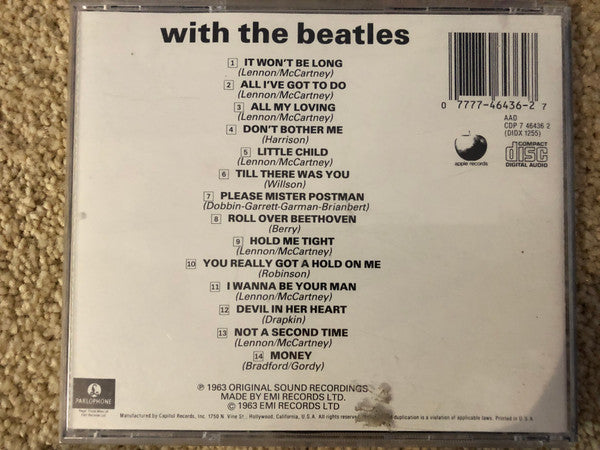 with the beatles
1 IT WON'T BE LONG
(Lennon/McCartney)
2 ALL I'VE GOT TO DO
(Lennon/McCartney)
3 ALL MY LOVING
(Lennon/McCartney)
4 DON'T BOTHER ME
(Harrison)
5 LITTLE CHILD
(Lennon/McCartney)
6 TILL THERE WAS YOU
(Willson)
7 PLEASE MISTER POSTMAN
(Dobbin-Garrett-Garman-Brianbert)
8 ROLL OVER BEETHOVEN
(Berry)
9 HOLD ME TIGHT
(Lennon/McCartney)
10 YOU REALLY GOT A HOLD ON ME
(Robinson)
11 I WANNA BE YOUR MAN
(Lennon/McCartney)
12 DEVIL IN HER HEART
(Drapkin)
13 NOT A SECOND TIME
(Lennon/McCartney)
14 MONEY
(Bradford/Gordy)
0 7777-46436-2 7
AAD
CDP 7 46436 2
(DIDX 1255)
apple records
COMPACT
disc
DIGITAL AUDIO
℗ 1963 ORIGINAL SOUND RECORDINGS
MADE BY EMI RECORDS LTD.
© 1963 EMI RECORDS LTD
PARLOPHONE
Manufactured by Capitol Records, Inc. 1750 N. Vine St., Hollywood, California, U.S.A. All rights duplication is a violation of applicable laws. Printed in U.S.A.